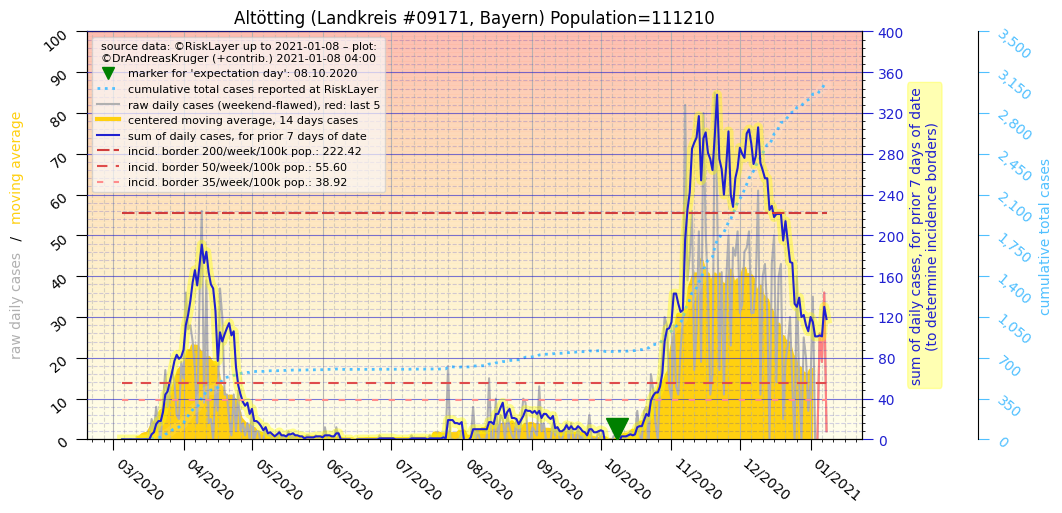 Altötting (Landkreis #09171, Bayern) Population=111210
source data: ©RiskLayer up to 2021-01-08 – plot:
©DrAndreasKruger (+contrib.) 2021-01-08 04:00
marker for 'expectation day': 08.10.2020
cumulative total cases reported at RiskLayer
raw daily cases (weekend-flawed), red: last 5
centered moving average, 14 days cases
sum of daily cases, for prior 7 days of date
incid. border 200/week/100k pop.: 222.42
incid. border 50/week/100k pop.: 55.60
incid. border 35/week/100k pop.: 38.92
raw daily cases / moving average
100
90
80
70
60
50
40
30
20
10
0
400
360
320
280
240
200
160
120
80
40
0
sum of daily cases, for prior 7 days of date
(to determine incidence borders)
3,500
3,150
2,800
2,450
2,100
1,750
1,400
1,050
700
350
0
cumulative total cases
03/2020
04/2020
05/2020
06/2020
07/2020
08/2020
09/2020
10/2020
11/2020
12/2020
01/2021